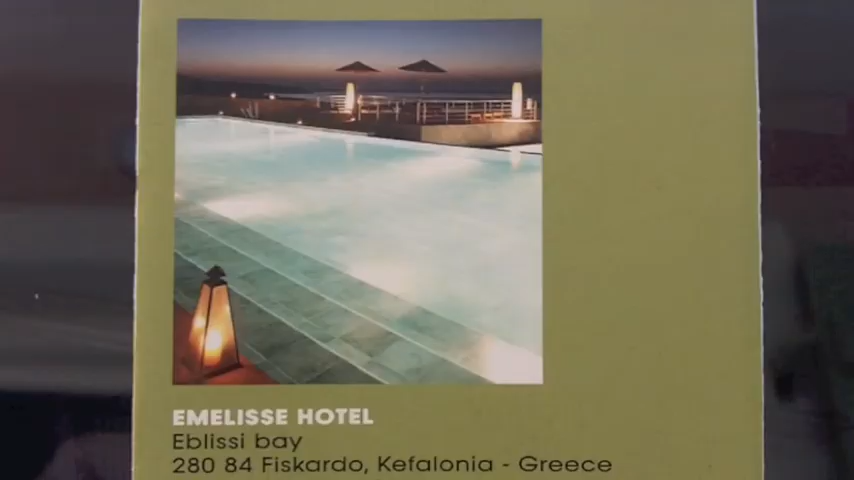 EMELISSE HOTEL
Eblissi bay
280 84 Fiskardo, Kefalonia - Greece